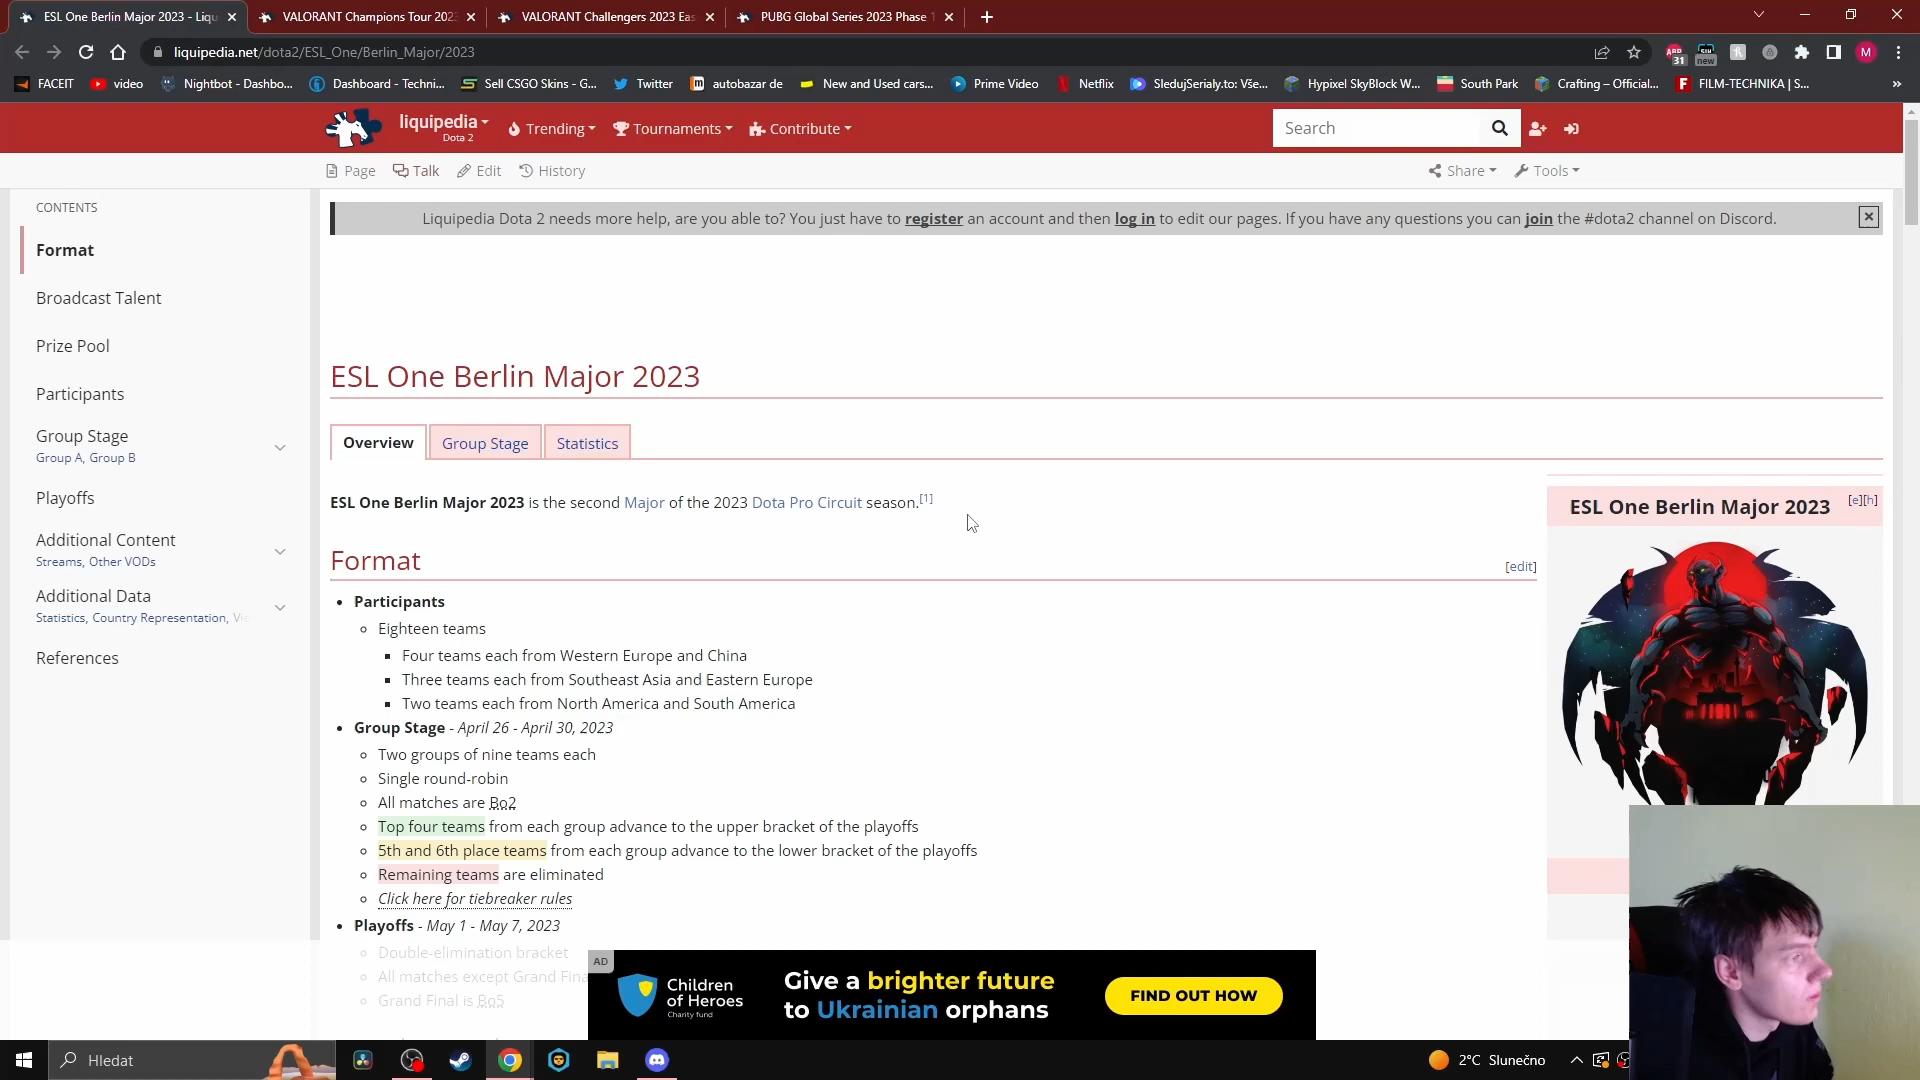 ESL One Berlin Major 2023 - Liqu
VALORANT Champions Tour 2023
VALORANT Challengers 2023 Eas
PUBG Global Series 2023 Phase 1
liquipedia.net/dota2/ESL_One/Berlin_Major/2023
31
new
M
FACEIT
video
Nightbot - Dashbo...
Dashboard - Techni...
Sell CSGO Skins - G...
Twitter
autobazar de
New and Used cars...
Prime Video
Netflix
SledujSerialy.to: Vše...
Hypixel SkyBlock W...
South Park
Crafting – Official...
FILM-TECHNIKA | S...
liquipedia
Dota 2
Trending
Tournaments
Contribute
Search
Page
Talk
Edit
History
Share
Tools
CONTENTS
Format
Broadcast Talent
Prize Pool
Participants
Group Stage
Group A, Group B
Playoffs
Additional Content
Streams, Other VODs
Additional Data
Statistics, Country Representation, Vie
References
Liquipedia Dota 2 needs more help, are you able to? You just have to register an account and then log in to edit our pages. If you have any questions you can join the #dota2 channel on Discord.
ESL One Berlin Major 2023
Overview
Group Stage
Statistics
ESL One Berlin Major 2023 is the second Major of the 2023 Dota Pro Circuit season.[1]
Format
[edit]
Participants
Eighteen teams
Four teams each from Western Europe and China
Three teams each from Southeast Asia and Eastern Europe
Two teams each from North America and South America
Group Stage - April 26 - April 30, 2023
Two groups of nine teams each
Single round-robin
All matches are Bo2
Top four teams from each group advance to the upper bracket of the playoffs
5th and 6th place teams from each group advance to the lower bracket of the playoffs
Remaining teams are eliminated
Click here for tiebreaker rules
Playoffs - May 1 - May 7, 2023
Double-elimination bracket
All matches except Grand Fina
Grand Final is Bo5
ESL One Berlin Major 2023
[e][h]
AD
Children
of Heroes
Charity fund
Give a brighter future
to Ukrainian orphans
FIND OUT HOW
Hledat
2°C Slunečno